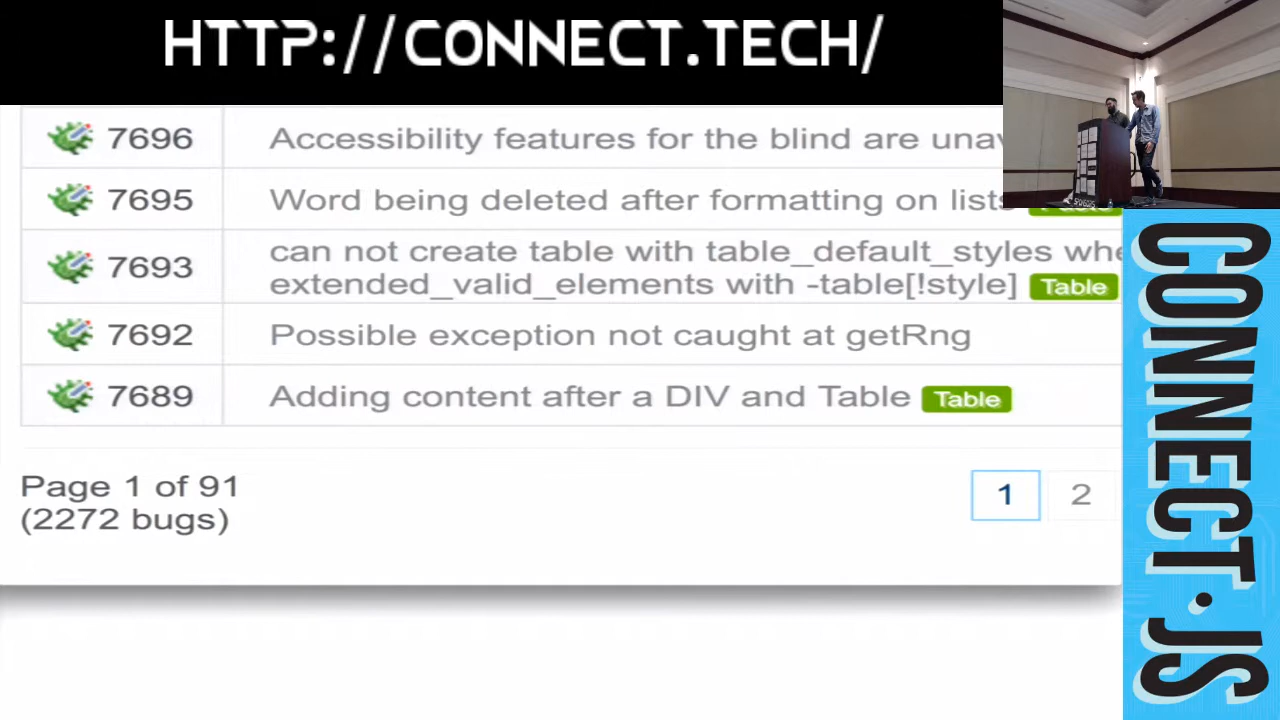 HTTP://CONNECT.TECH/
7696 Accessibility features for the blind are
7695 Word being deleted after formatting on lists
7693 can not create table with table_default_styles
extended_valid_elements with -table[!style] Table
7692 Possible exception not caught at getRng
7689 Adding content after a DIV and Table Table
Page 1 of 91
(2272 bugs)
1 2
CONNECT.JS